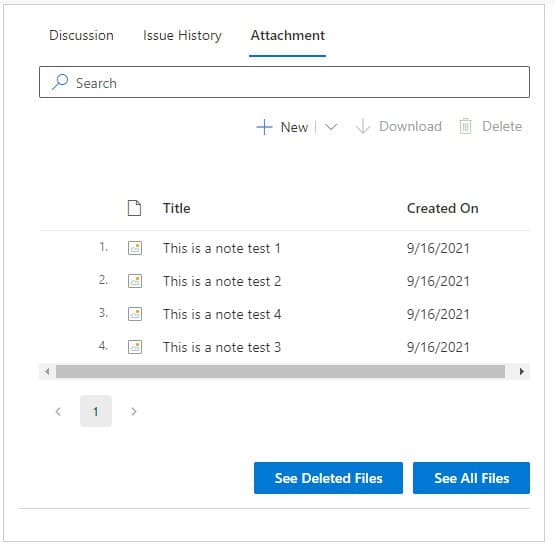 Discussion Issue History Attachment
Search
New Download Delete
Title Created On
1. This is a note test 1 9/16/2021
2. This is a note test 2 9/16/2021
3. This is a note test 4 9/16/2021
4. This is a note test 3 9/16/2021
1
See Deleted Files See All Files